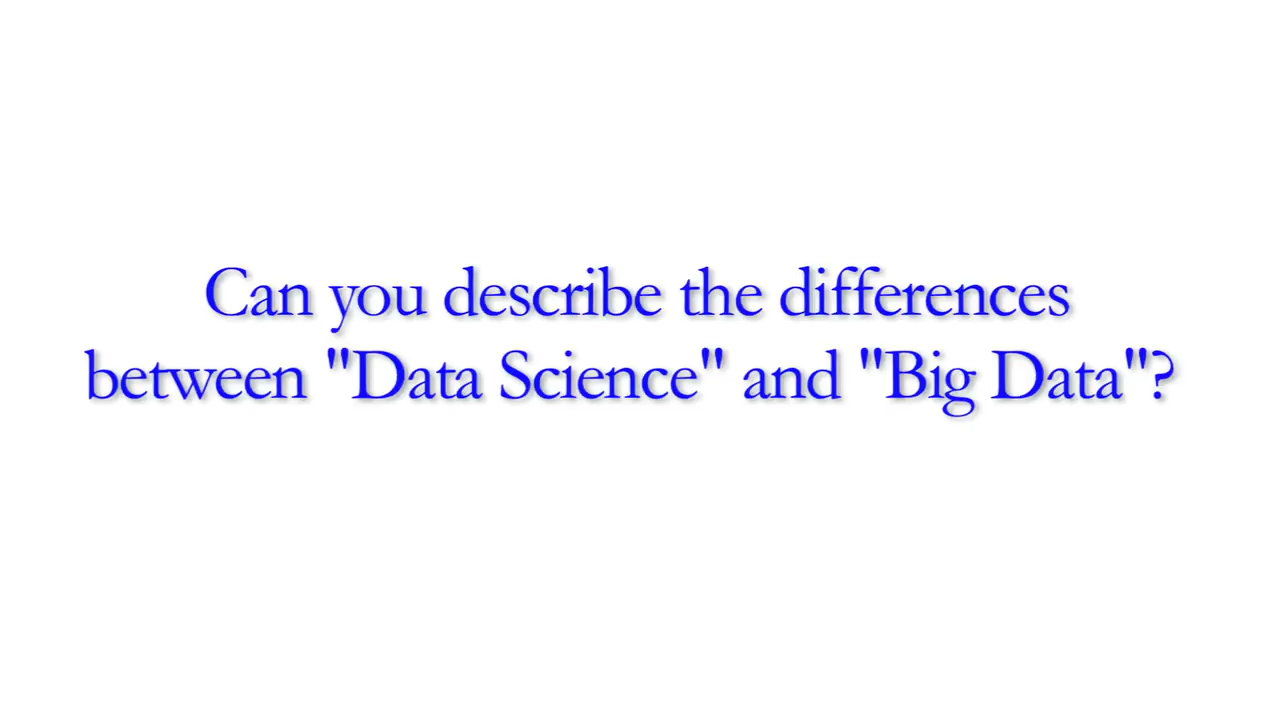 Can you describe the differences
between "Data Science" and "Big Data"?